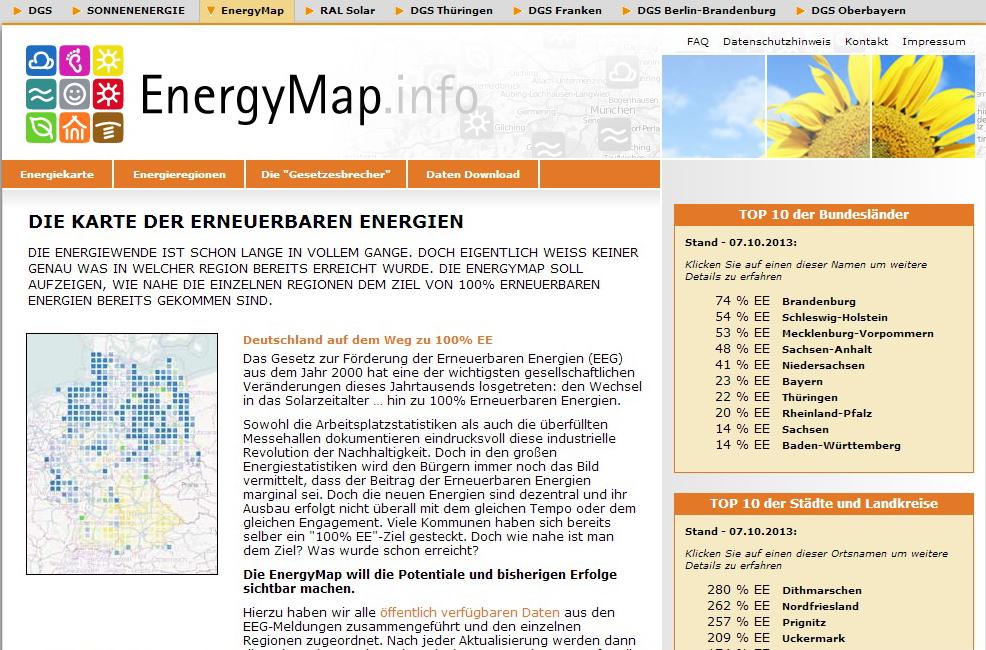 DGS SONNENENERGIE EnergyMap RAL Solar DGS Thüringen DGS Franken DGS Berlin-Brandenburg DGS Oberbayern
FAQ Datenschutzhinweis Kontakt Impressum
EnergyMap.info
Energiekarte Energieregionen Die "Gesetzesbrecher" Daten Download
DIE KARTE DER ERNEUERBAREN ENERGIEN
DIE ENERGIEWENDE IST SCHON LANGE IN VOLLEM GANGE. DOCH EIGENTLICH WEISS KEINER
GENAU WAS IN WELCHER REGION BEREITS ERREICHT WURDE. DIE ENERGYMAP SOLL
AUFZEIGEN, WIE NAHE DIE EINZELNEN REGIONEN DEM ZIEL VON 100% ERNEUERBAREN
ENERGIEN BEREITS GEKOMMEN SIND.
Deutschland auf dem Weg zu 100% EE
Das Gesetz zur Förderung der Erneuerbaren Energien (EEG)
aus dem Jahr 2000 hat eine der wichtigsten gesellschaftlichen
Veränderungen dieses Jahrtausends losgetreten: den Wechsel
in das Solarzeitalter ... hin zu 100% Erneuerbaren Energien.
Sowohl die Arbeitsplatzstatistiken als auch die überfüllten
Messehallen dokumentieren eindrucksvoll diese industrielle
Revolution der Nachhaltigkeit. Doch in den großen
Energiestatistiken wird den Bürgern immer noch das Bild
vermittelt, dass der Beitrag der Erneuerbaren Energien
marginal sei. Doch die neuen Energien sind dezentral und ihr
Ausbau erfolgt nicht überall mit dem gleichen Tempo oder dem
gleichen Engagement. Viele Kommunen haben sich bereits
selber ein "100% EE"-Ziel gesteckt. Doch wie nahe ist man
dem Ziel? Was wurde schon erreicht?
Die EnergyMap will die Potentiale und bisherigen Erfolge
sichtbar machen.
Hierzu haben wir alle öffentlich verfügbaren Daten aus den
EEG-Meldungen zusammengeführt und den einzelnen
Regionen zugeordnet. Nach jeder Aktualisierung werden dann
TOP 10 der Bundesländer
Stand - 07.10.2013:
Klicken Sie auf einen dieser Namen um weitere
Details zu erfahren
74 % EE Brandenburg
54 % EE Schleswig-Holstein
53 % EE Mecklenburg-Vorpommern
48 % EE Sachsen-Anhalt
41 % EE Niedersachsen
23 % EE Bayern
22 % EE Thüringen
20 % EE Rheinland-Pfalz
14 % EE Sachsen
14 % EE Baden-Württemberg
TOP 10 der Städte und Landkreise
Stand - 07.10.2013:
Klicken Sie auf einen dieser Ortsnamen um weitere
Details zu erfahren
280 % EE Dithmarschen
262 % EE Nordfriesland
257 % EE Prignitz
209 % EE Uckermark